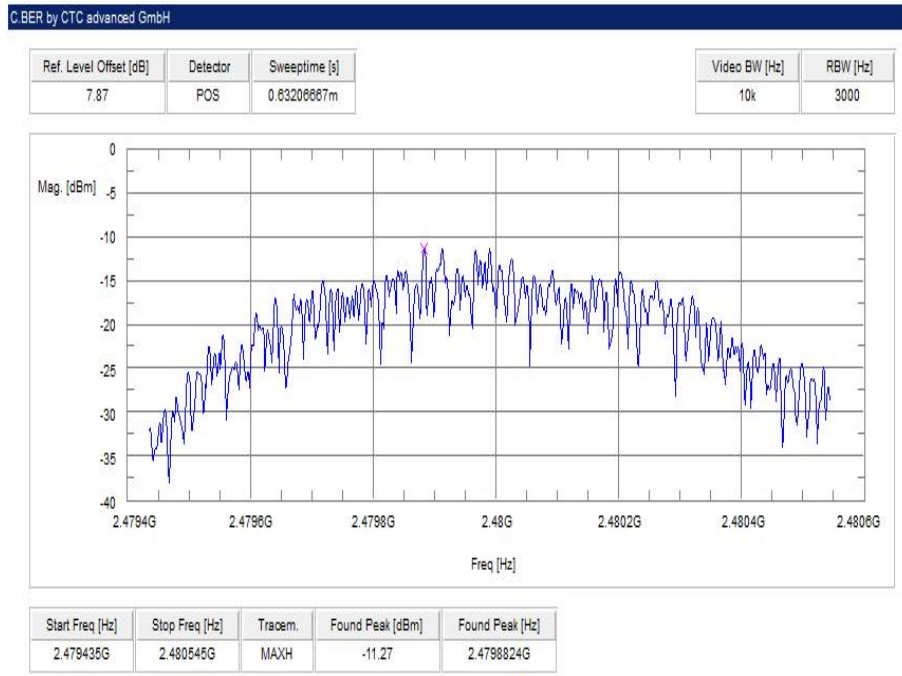 C.BER by CTC advanced GmbH
Ref. Level Offset [dB] Detector Sweeptime [s] Video BW [Hz] RBW [Hz]
7.87 POS 0.63206667m 10k 3000
0
Mag. [dBm] -5
-10
-15
-20
-25
-30
-35
-40
2.4794G 2.4796G 2.4798G 2.48G 2.4802G 2.4804G 2.4806G
Freq [Hz]
Start Freq [Hz] Stop Freq [Hz] Tracem. Found Peak [dBm] Found Peak [Hz]
2.479435G 2.480545G MAXH -11.27 2.4798824G